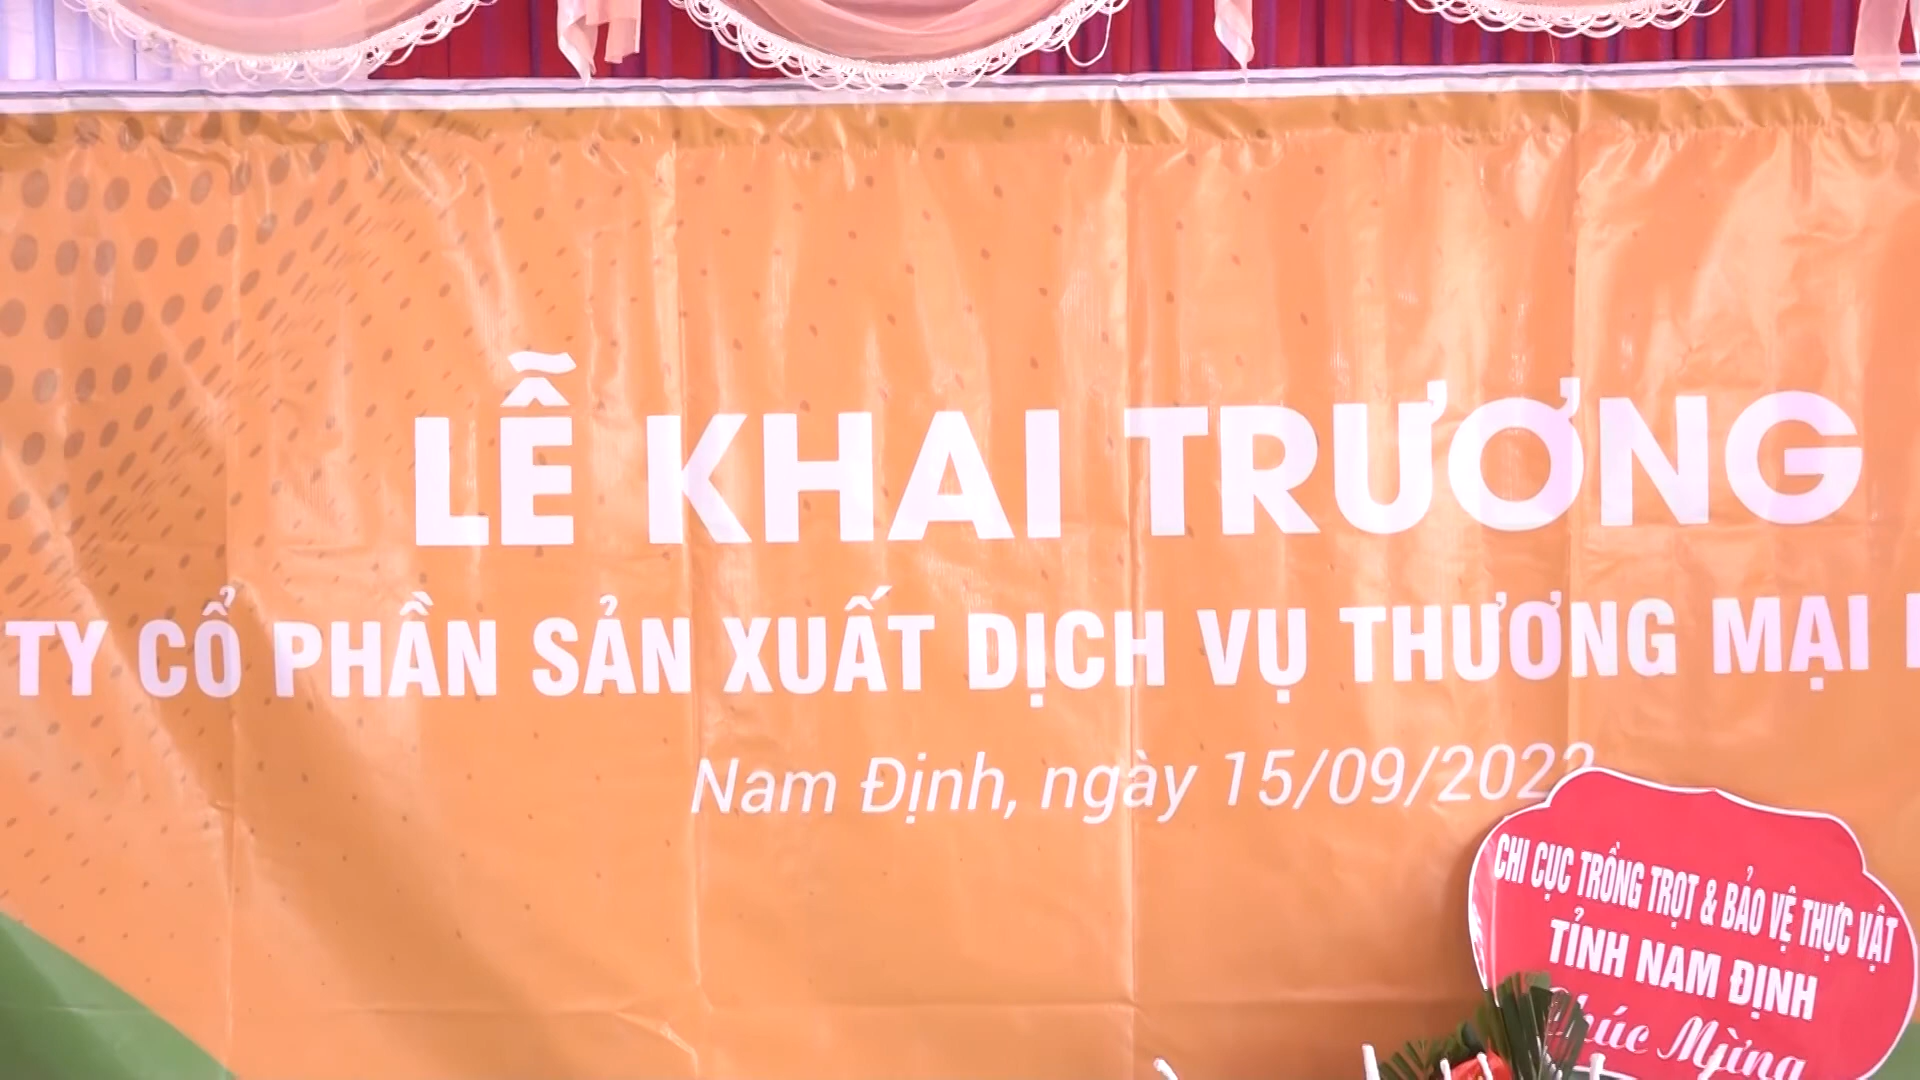 LỄ KHAI TRƯƠNG
TY CỔ PHẦN SẢN XUẤT DỊCH VỤ THƯƠNG MẠI
Nam Định, ngày 15/09/2022
CHI CỤC TRỒNG TRỌT & BẢO VỆ THỰC VẬT
TỈNH NAM ĐỊNH
Chúc Mừng